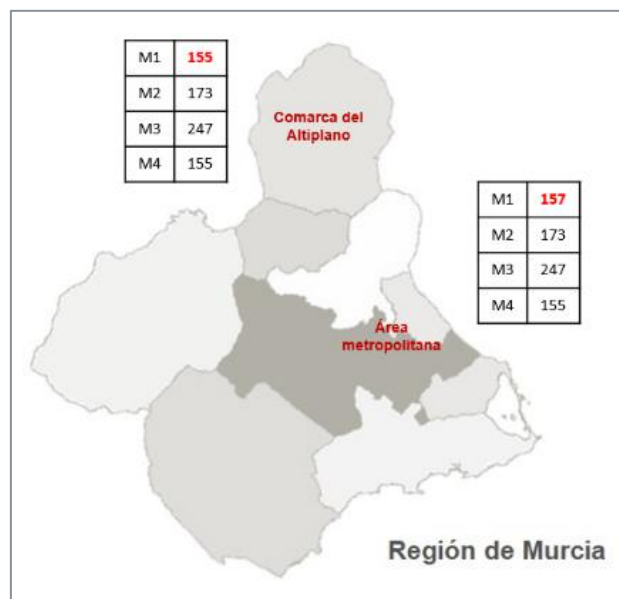 M1 155
M2 173
M3 247
M4 155
Comarca del
Altiplano
M1 157
M2 173
M3 247
M4 155
Área
metropolitana
Región de Murcia